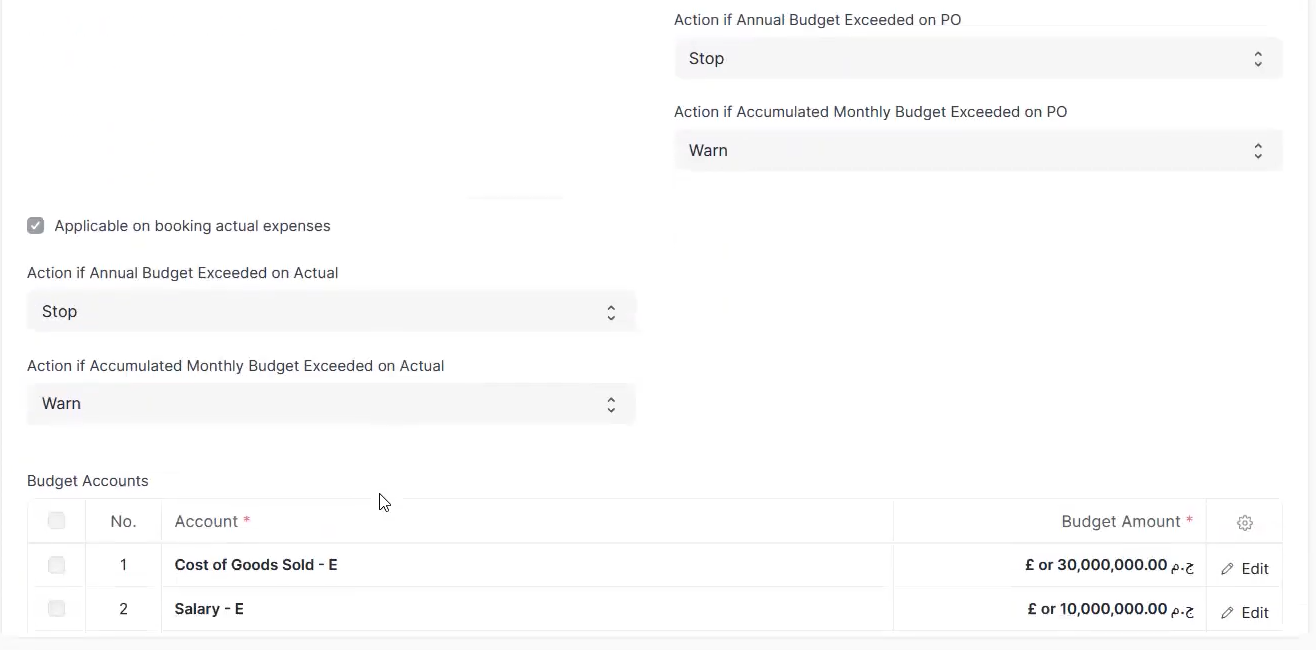 Action if Annual Budget Exceeded on PO
Stop
Action if Accumulated Monthly Budget Exceeded on PO
Warn
Applicable on booking actual expenses
Action if Annual Budget Exceeded on Actual
Stop
Action if Accumulated Monthly Budget Exceeded on Actual
Warn
Budget Accounts
No. Account * Budget Amount *
1 Cost of Goods Sold - E £ or 30,000,000.00 ج.م Edit
2 Salary - E £ or 10,000,000.00 ج.م Edit